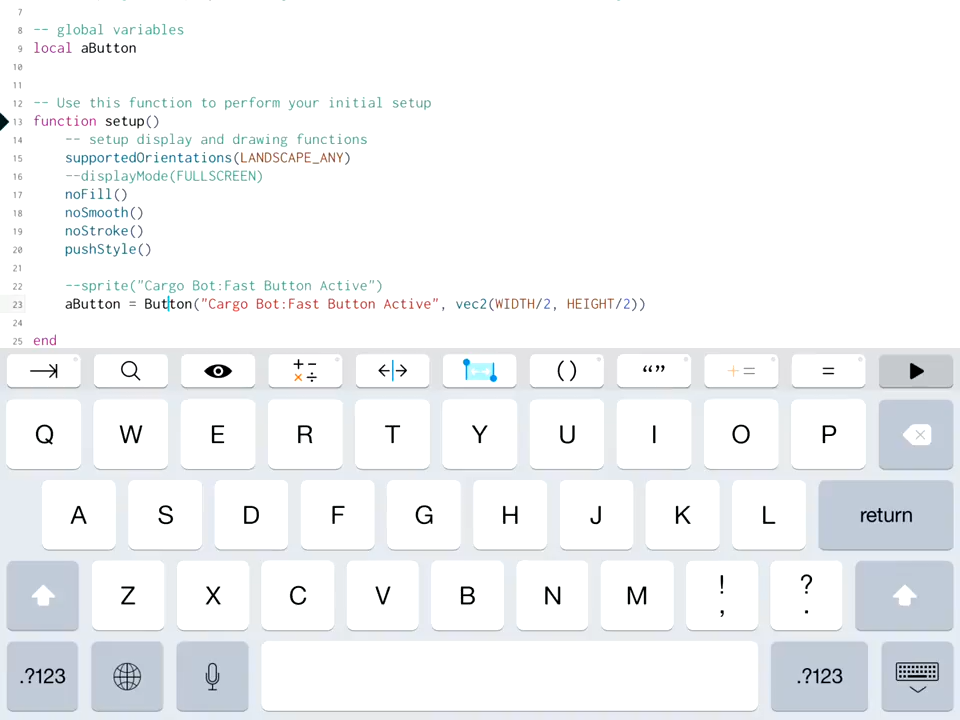 7
8 -- global variables
9 local aButton
10
11
12 -- Use this function to perform your initial setup
13 function setup()
14 -- setup display and drawing functions
15 supportedOrientations(LANDSCAPE_ANY)
16 --displayMode(FULLSCREEN)
17 noFill()
18 noSmooth()
19 noStroke()
20 pushStyle()
21
22 --sprite("Cargo Bot:Fast Button Active")
23 aButton = Button("Cargo Bot:Fast Button Active", vec2(WIDTH/2, HEIGHT/2))
24
25 end
+ - × ÷ () “” += =
Q W E R T Y U I O P
A S D F G H J K L return
Z X C V B N M ! , ? .
.?123 .?123